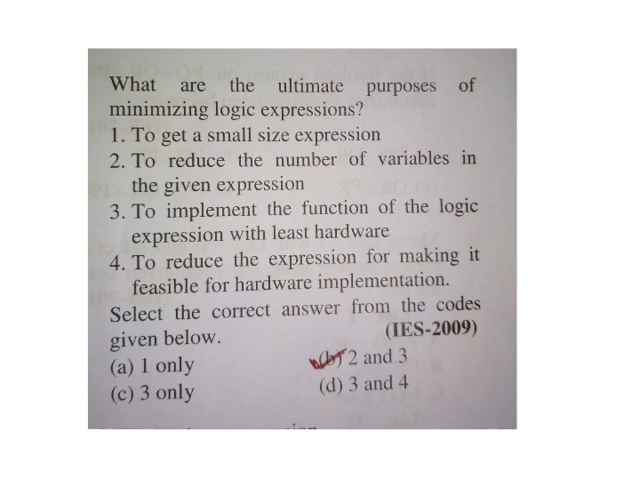 What are the ultimate purposes of
minimizing logic expressions?
1. To get a small size expression
2. To reduce the number of variables in
the given expression
3. To implement the function of the logic
expression with least hardware
4. To reduce the expression for making it
feasible for hardware implementation.
Select the correct answer from the codes
given below. (IES-2009)
(a) 1 only (b) 2 and 3
(c) 3 only (d) 3 and 4